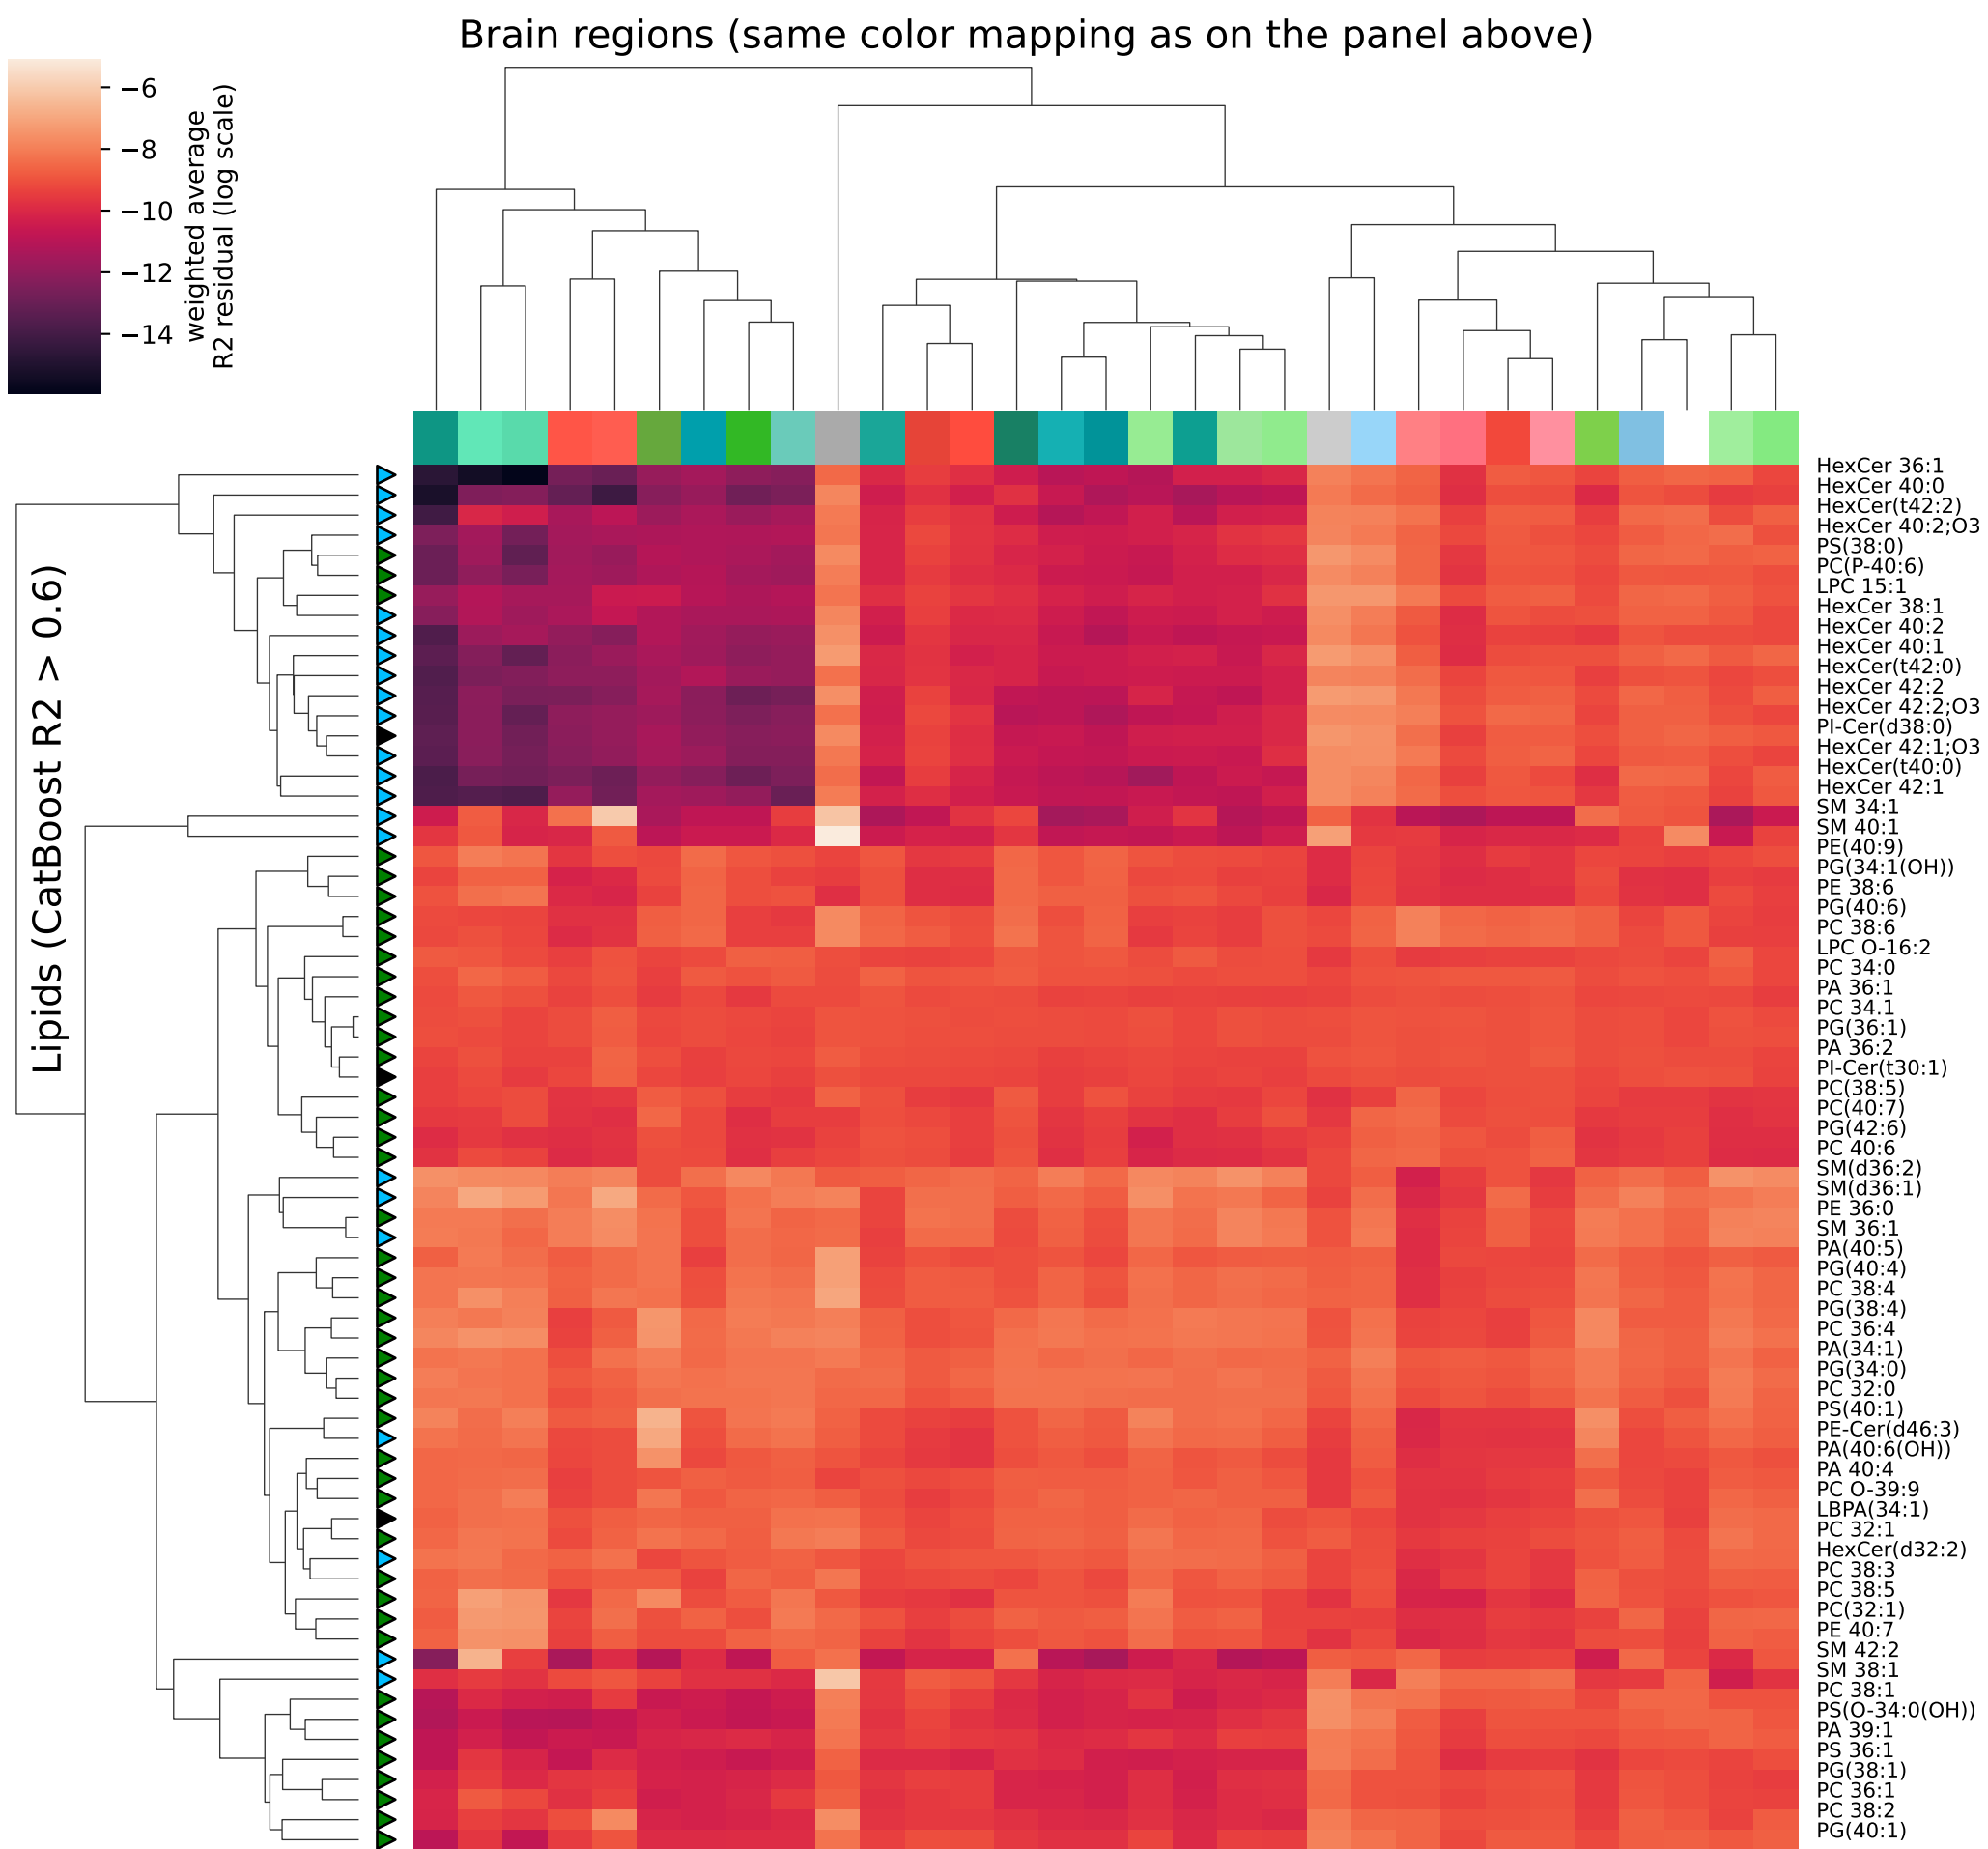 Brain regions (same color mapping as on the panel above)
−6
−8
−10
−12
−14
weighted average
R2 residual (log scale)
Lipids (CatBoost R2 > 0.6)
HexCer 36:1
HexCer 40:0
HexCer(t42:2)
HexCer 40:2;O3
PS(38:0)
PC(P-40:6)
LPC 15:1
HexCer 38:1
HexCer 40:2
HexCer 40:1
HexCer(t42:0)
HexCer 42:2
HexCer 42:2;O3
PI-Cer(d38:0)
HexCer 42:1;O3
HexCer(t40:0)
HexCer 42:1
SM 34:1
SM 40:1
PE(40:9)
PG(34:1(OH))
PE 38:6
PG(40:6)
PC 38:6
LPC O-16:2
PC 34:0
PA 36:1
PC 34.1
PG(36:1)
PA 36:2
PI-Cer(t30:1)
PC(38:5)
PC(40:7)
PG(42:6)
PC 40:6
SM(d36:2)
SM(d36:1)
PE 36:0
SM 36:1
PA(40:5)
PG(40:4)
PC 38:4
PG(38:4)
PC 36:4
PA(34:1)
PG(34:0)
PC 32:0
PS(40:1)
PE-Cer(d46:3)
PA(40:6(OH))
PA 40:4
PC O-39:9
LBPA(34:1)
PC 32:1
HexCer(d32:2)
PC 38:3
PC 38:5
PC(32:1)
PE 40:7
SM 42:2
SM 38:1
PC 38:1
PS(O-34:0(OH))
PA 39:1
PS 36:1
PG(38:1)
PC 36:1
PC 38:2
PG(40:1)